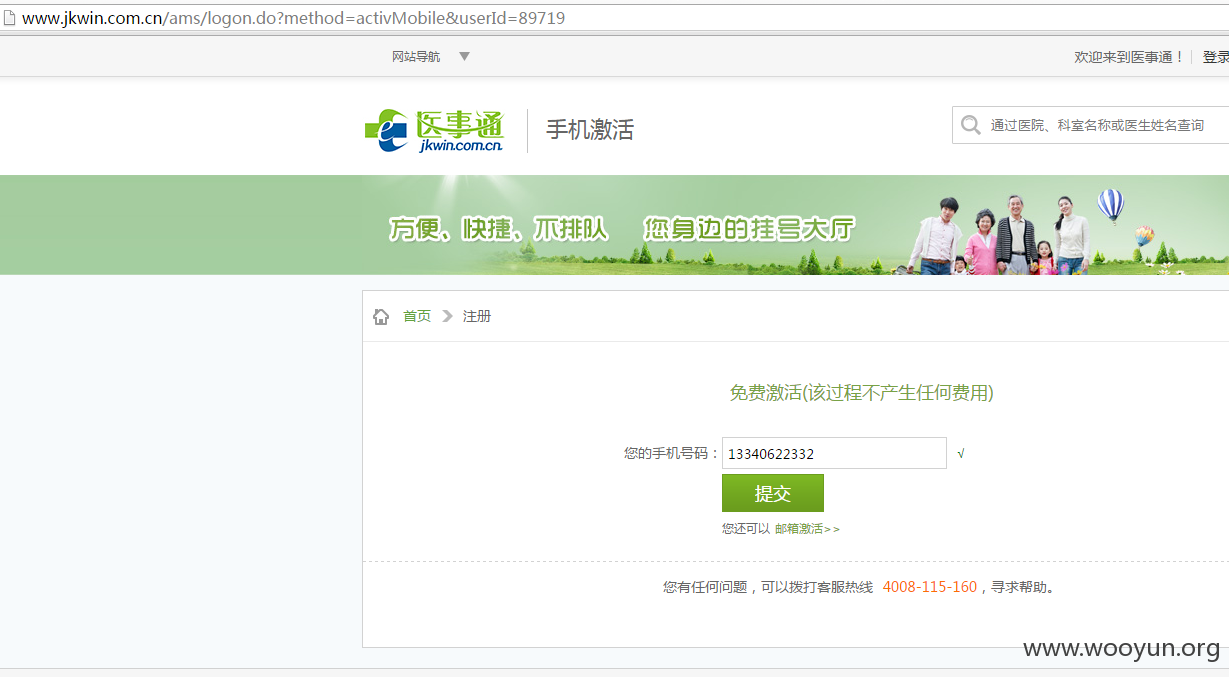 www.jkwin.com.cn/ams/logon.do?method=activMobile&userId=89719
网站导航 ▼ 欢迎来到医事通！ 登录
医事通
jkwin.com.cn
手机激活
通过医院、科室名称或医生姓名查询
方便、快捷、不排队 您身边的挂号大厅
首页 注册
免费激活(该过程不产生任何费用)
您的手机号码： 13340622332 √
提交
您还可以 邮箱激活>>
您有任何问题，可以拨打客服热线 4008-115-160，寻求帮助。
www.wooyun.org